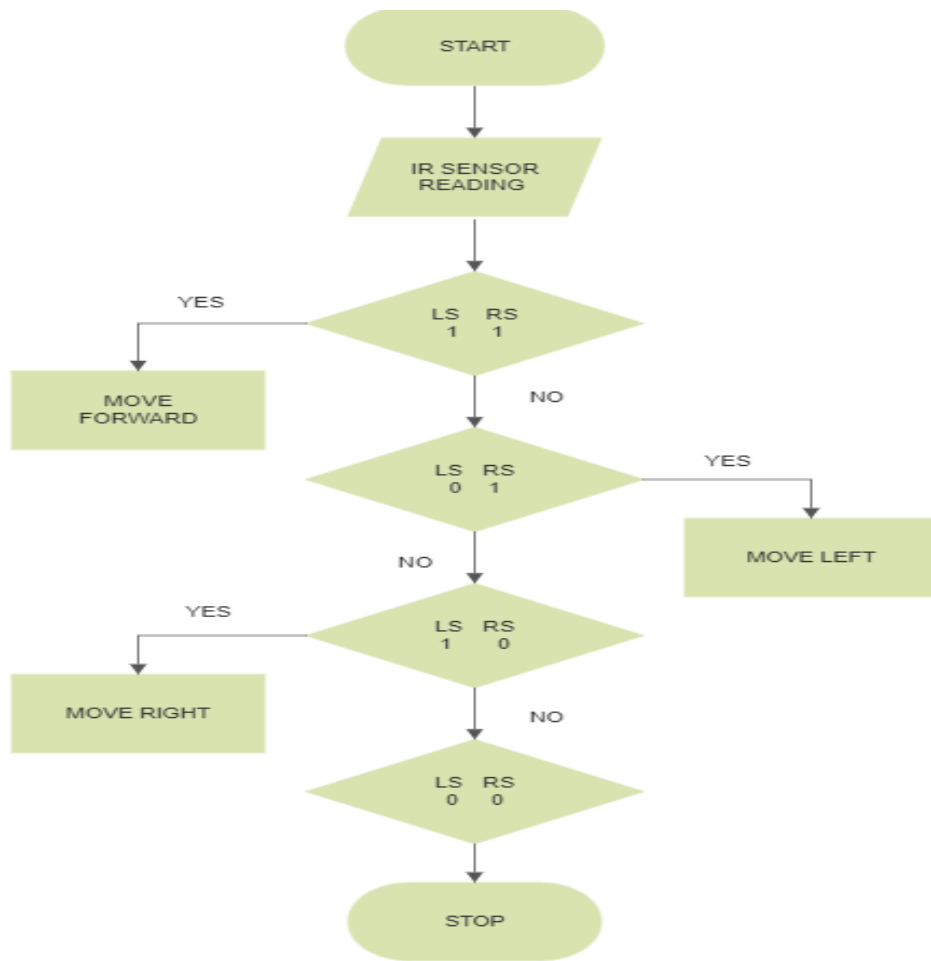 START
IR SENSOR
READING
YES
LS RS
1 1
MOVE
FORWARD
NO
LS RS
0 1
YES
MOVE LEFT
NO
YES
LS RS
1 0
MOVE RIGHT
NO
LS RS
0 0
STOP